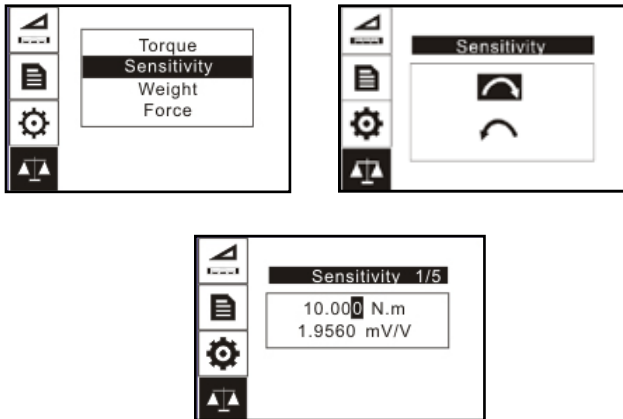 Torque
Sensitivity
Weight
Force
Sensitivity
Sensitivity 1/5
10.000 N.m
1.9560 mV/V